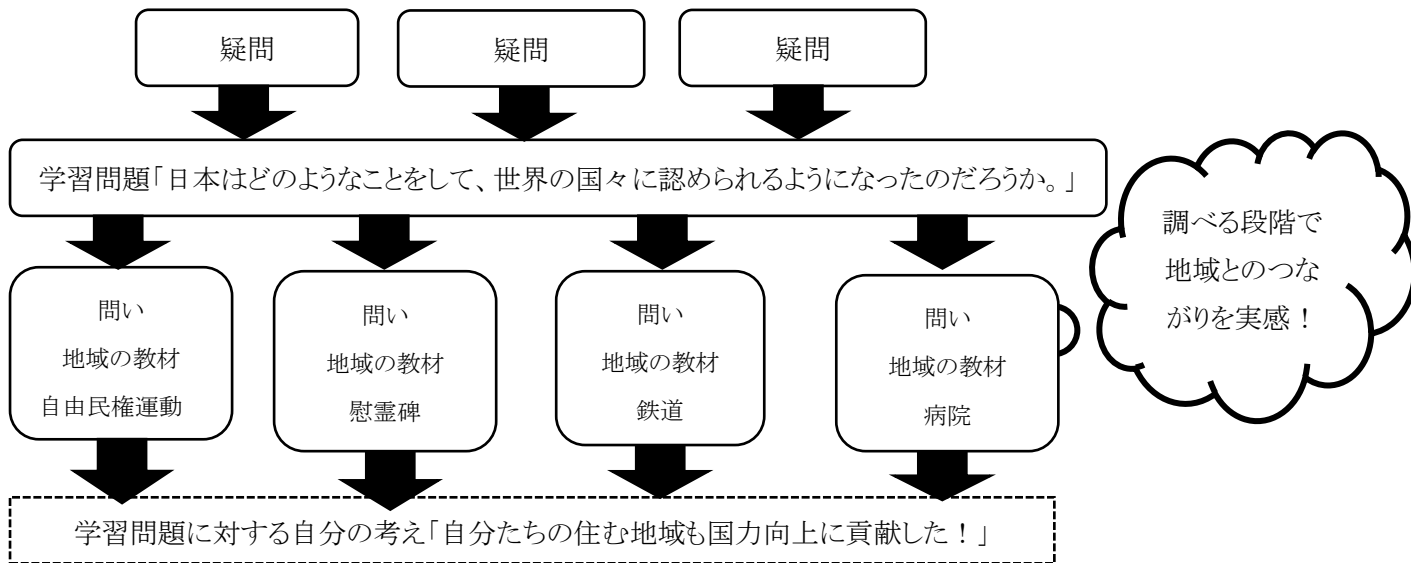 疑問
疑問
疑問
学習問題「日本はどのようなことをして、世界の国々に認められるようになったのだろうか。」
問い
地域の教材
自由民権運動
問い
地域の教材
慰霊碑
問い
地域の教材
鉄道
問い
地域の教材
病院
調べる段階で
地域とのつな
がりを実感！
学習問題に対する自分の考え「自分たちの住む地域も国力向上に貢献した！」